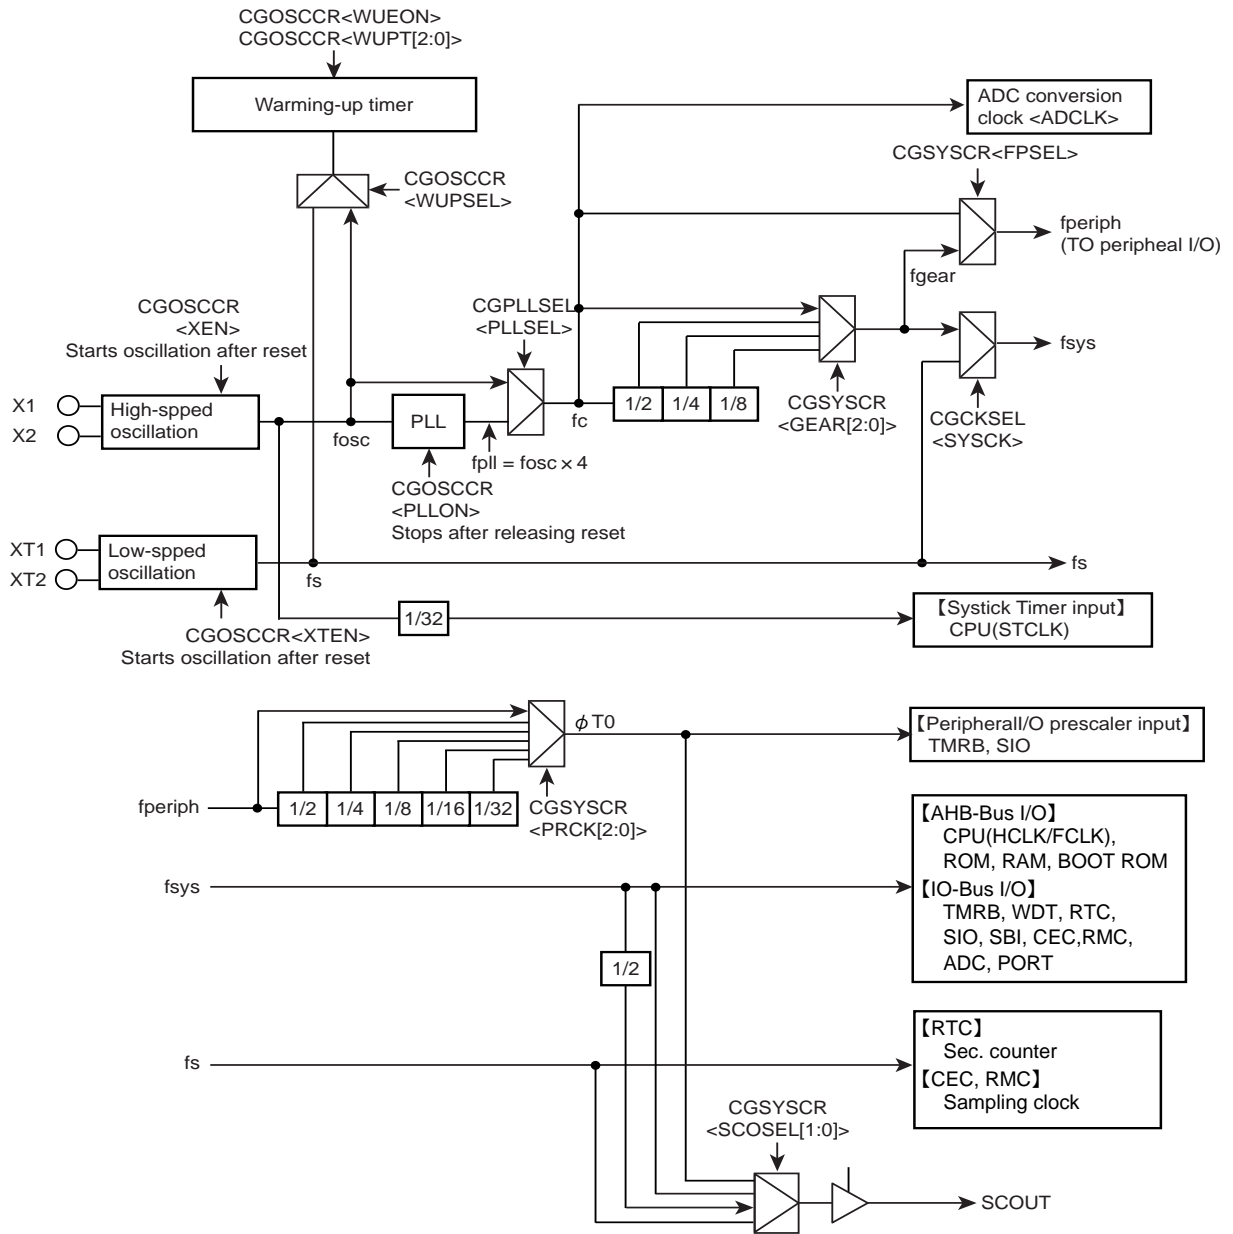 CGOSCCR<WUEON>
CGOSCCR<WUPT[2:0]>
Warming-up timer
CGOSCCR
<WUPSEL>
ADC conversion
clock <ADCLK>
CGSYSCR<FPSEL>
fperiph
(TO peripheal I/O)
fgear
CGOSCCR
<XEN>
Starts oscillation after reset
CGPLLSEL
<PLLSEL>
fsys
X1
X2
High-spped
oscillation
fosc
PLL
fpll = fosc × 4
fc
1/2
1/4
1/8
CGSYSCR
<GEAR[2:0]>
CGCKSEL
<SYSCK>
CGOSCCR
<PLLON>
Stops after releasing reset
XT1
XT2
Low-spped
oscillation
fs
fs
CGOSCCR<XTEN>
Starts oscillation after reset
1/32
【Systick Timer input】
CPU(STCLK)
φT0
【PeripheralI/O prescaler input】
TMRB, SIO
fperiph
1/2
1/4
1/8
1/16
1/32
CGSYSCR
<PRCK[2:0]>
【AHB-Bus I/O】
CPU(HCLK/FCLK),
ROM, RAM, BOOT ROM
【IO-Bus I/O】
TMRB, WDT, RTC,
SIO, SBI, CEC,RMC,
ADC, PORT
fsys
1/2
fs
【RTC】
Sec. counter
【CEC, RMC】
Sampling clock
CGSYSCR
<SCOSEL[1:0]>
SCOUT